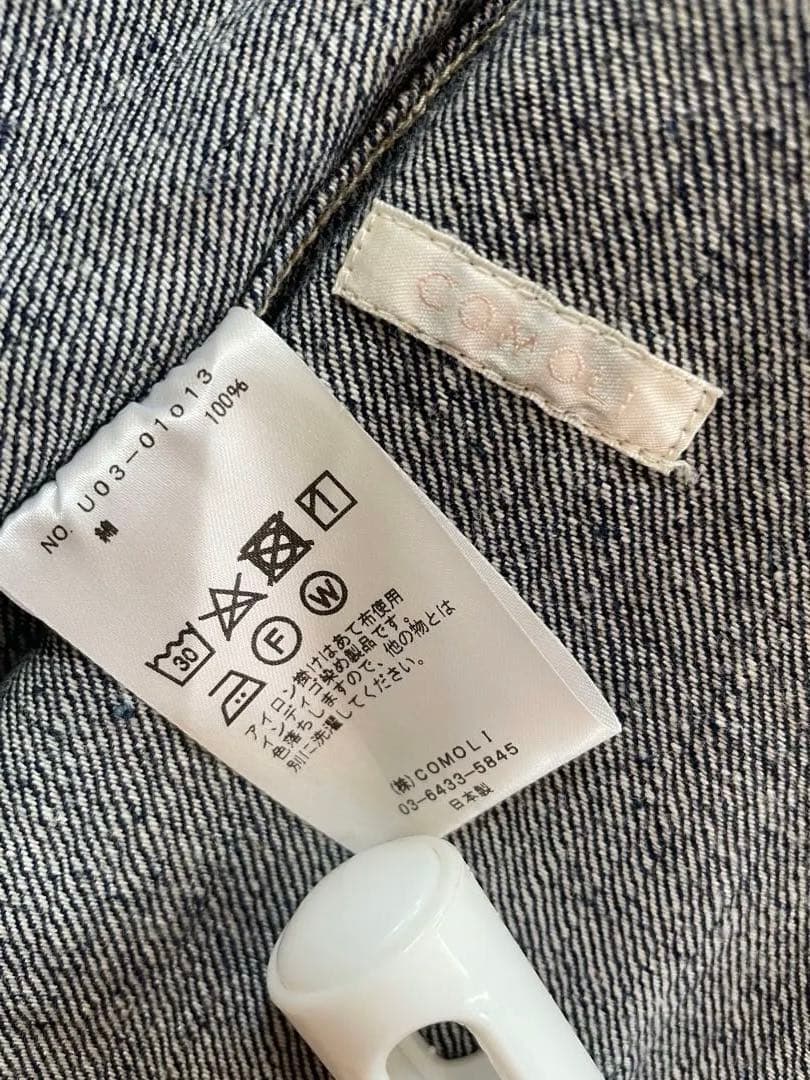 COMOLI
NO. U03-01013
綿 100%
30
F W
アイロン掛けはあて布使用
インディゴ染め製品です。
色落ちしますので、他の物とは
別に洗濯してください。
(株)COMOLI
03-6433-5845
日本製